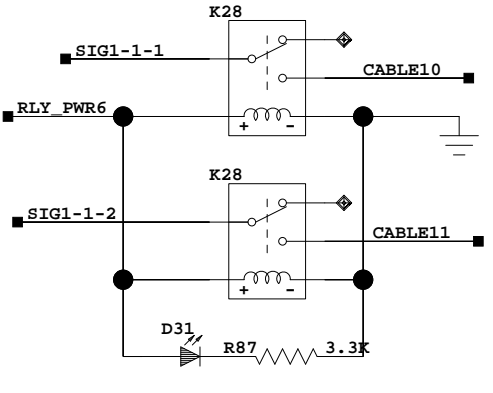 K28
SIG1-1-1
CABLE10
RLY_PWR6
+ -
K28
SIG1-1-2
CABLE11
+ -
D31
R87 3.3K